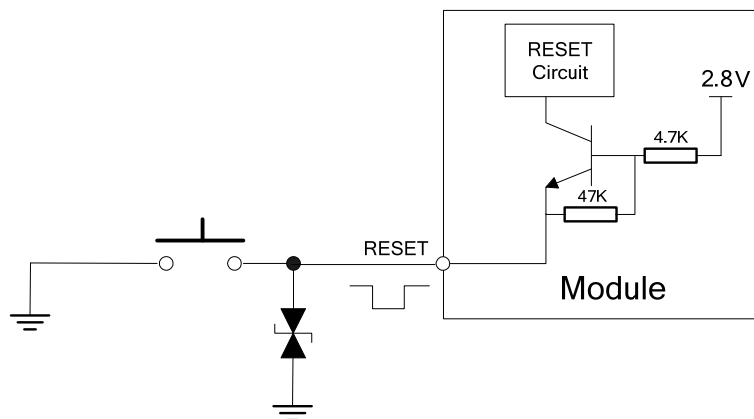 RESET
Circuit
2.8V
4.7K
47K
RESET
Module